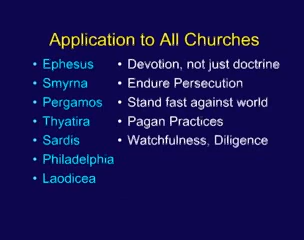 Application to All Churches
• Ephesus
• Smyrna
• Pergamos
• Thyatira
• Sardis
• Philadelphia
• Laodicea
• Devotion, not just doctrine
• Endure Persecution
• Stand fast against world
• Pagan Practices
• Watchfulness, Diligence